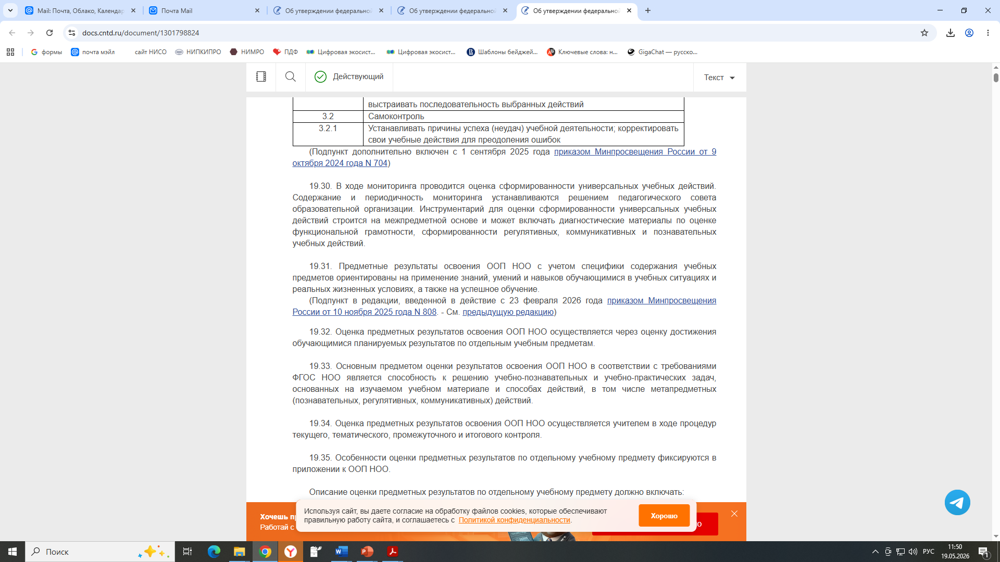 Mail: Почта, Облако, Календар
Почта Mail
Об утверждении федерально
Об утверждении федерально
Об утверждении федерально
docs.cntd.ru/document/1301798824
формы
почта мэйл
сайт НИСО
НИПКИПРО
НИМРО
ПДФ
Цифровая экосист...
Цифровая экосист...
Шаблоны бейджей...
Ключевые слова: н...
GigaChat — русско...
Действующий
Текст
выстраивать последовательность выбранных действий
3.2 Самоконтроль
3.2.1 Устанавливать причины успеха (неудач) учебной деятельности; корректировать
свои учебные действия для преодоления ошибок
(Подпункт дополнительно включен с 1 сентября 2025 года приказом Минпросвещения России от 9
октября 2024 года N 704)
19.30. В ходе мониторинга проводится оценка сформированности универсальных учебных действий.
Содержание и периодичность мониторинга устанавливаются решением педагогического совета
образовательной организации. Инструментарий для оценки сформированности универсальных учебных
действий строится на межпредметной основе и может включать диагностические материалы по оценке
функциональной грамотности, сформированности регулятивных, коммуникативных и познавательных
учебных действий.
19.31. Предметные результаты освоения ООП НОО с учетом специфики содержания учебных
предметов ориентированы на применение знаний, умений и навыков обучающимися в учебных ситуациях и
реальных жизненных условиях, а также на успешное обучение.
(Подпункт в редакции, введенной в действие с 23 февраля 2026 года приказом Минпросвещения
России от 10 ноября 2025 года N 808. - См. предыдущую редакцию)
19.32. Оценка предметных результатов освоения ООП НОО осуществляется через оценку достижения
обучающимися планируемых результатов по отдельным учебным предметам.
19.33. Основным предметом оценки результатов освоения ООП НОО в соответствии с требованиями
ФГОС НОО является способность к решению учебно-познавательных и учебно-практических задач,
основанных на изучаемом учебном материале и способах действий, в том числе метапредметных
(познавательных, регулятивных, коммуникативных) действий.
19.34. Оценка предметных результатов освоения ООП НОО осуществляется учителем в ходе процедур
текущего, тематического, промежуточного и итогового контроля.
19.35. Особенности оценки предметных результатов по отдельному учебному предмету фиксируются в
приложении к ООП НОО.
Описание оценки предметных результатов по отдельному учебному предмету должно включать:
Хочешь
Работай с
Используя сайт, вы даете согласие на обработку файлов cookies, которые обеспечивают
правильную работу сайта, и соглашаетесь с Политикой конфиденциальности.
Хорошо
Поиск
РУС
11:50
19.05.2026
1